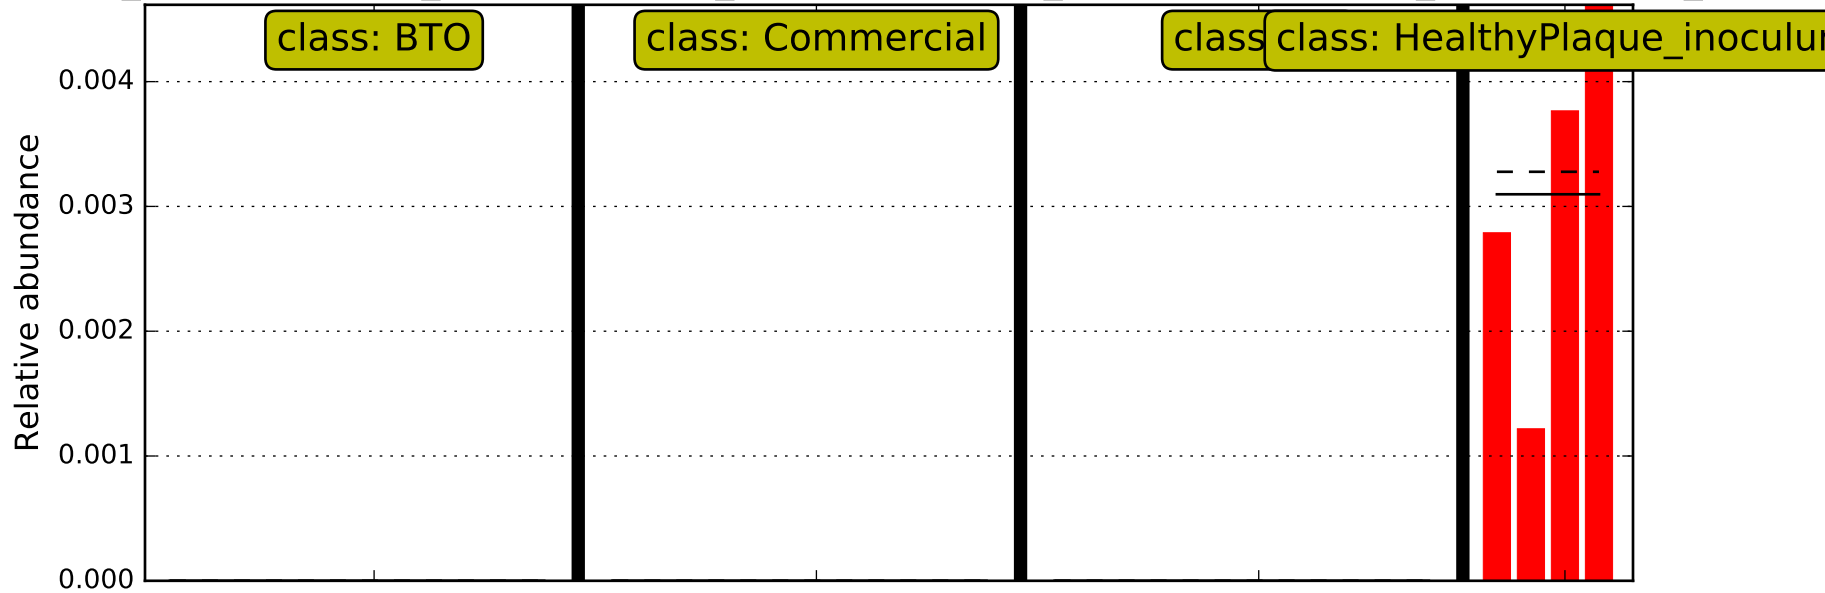 class: BTO
class: Commercial
class
class: HealthyPlaque_inoculu
0.004
0.003
0.002
0.001
0.000
Relative abundance